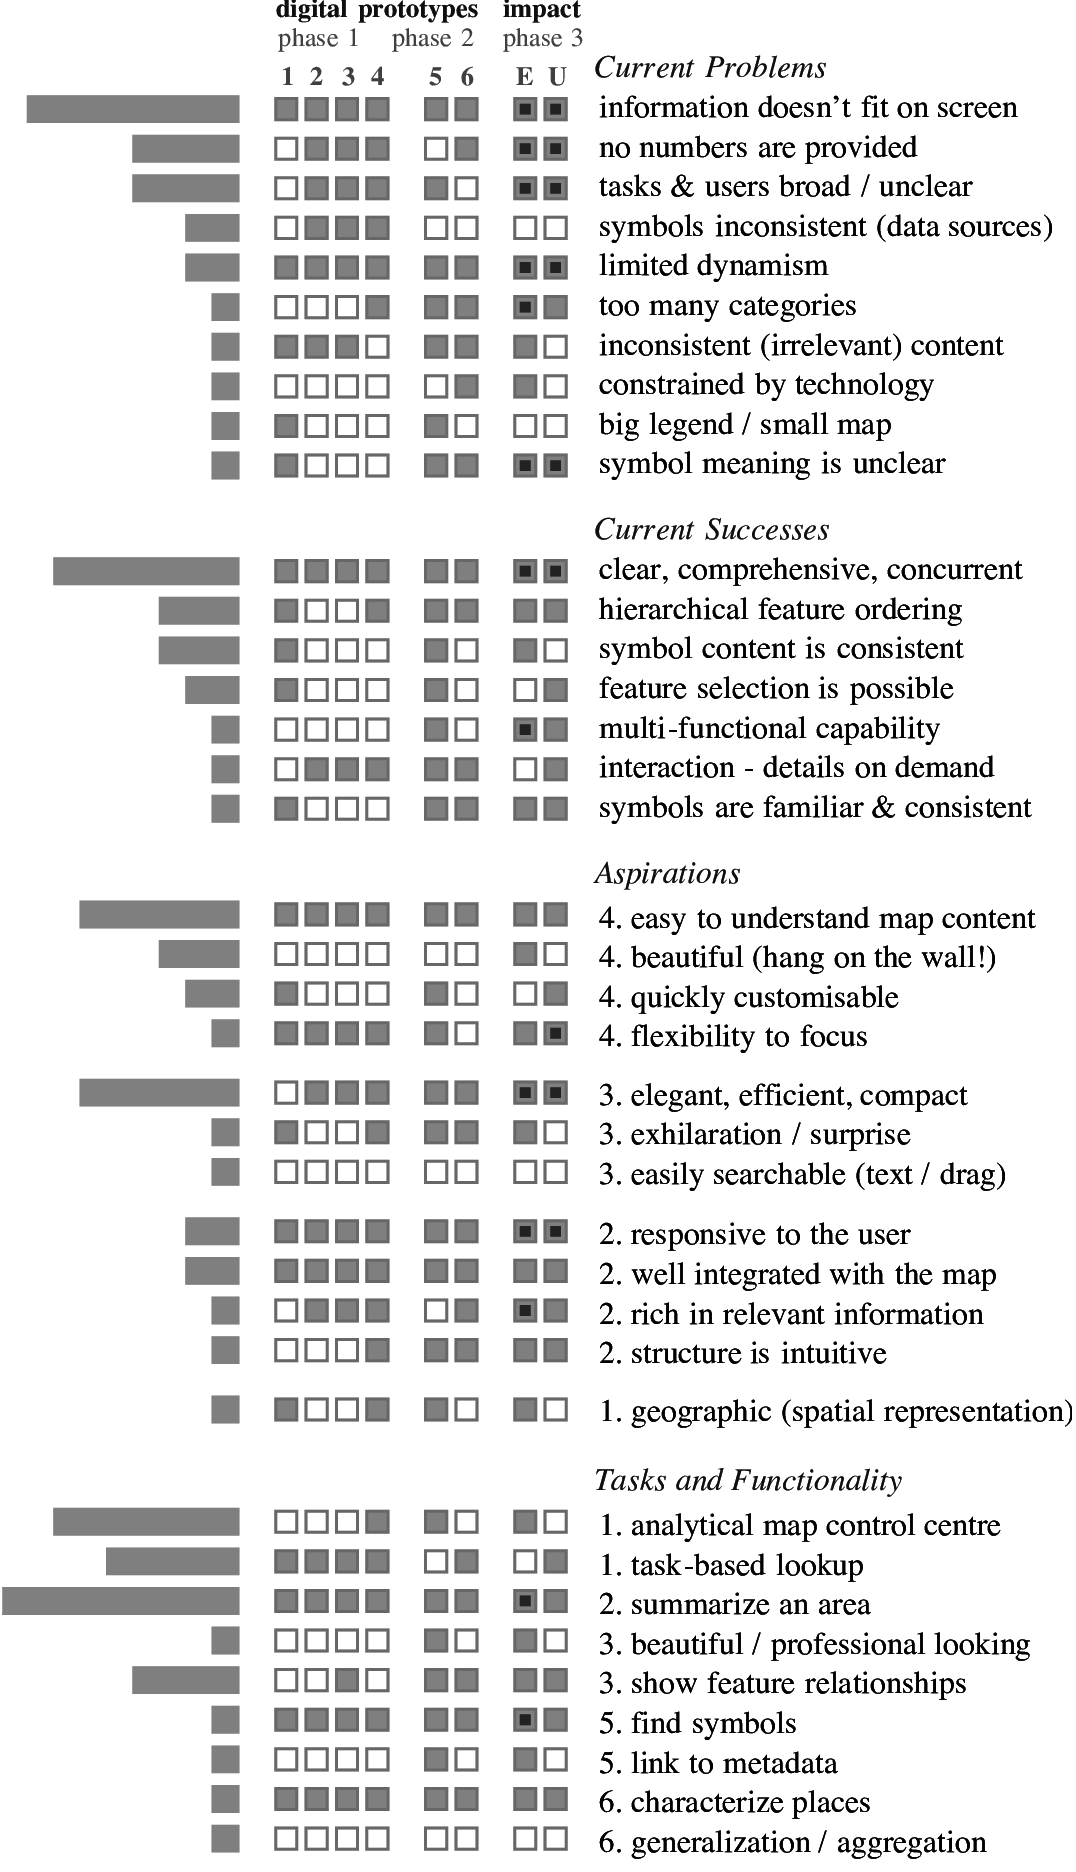 digital prototypes impact
phase 1 phase 2 phase 3
1 2 3 4 5 6 E U
Current Problems
information doesn't fit on screen
no numbers are provided
tasks & users broad / unclear
symbols inconsistent (data sources)
limited dynamism
too many categories
inconsistent (irrelevant) content
constrained by technology
big legend / small map
symbol meaning is unclear
Current Successes
clear, comprehensive, concurrent
hierarchical feature ordering
symbol content is consistent
feature selection is possible
multi-functional capability
interaction - details on demand
symbols are familiar & consistent
Aspirations
4. easy to understand map content
4. beautiful (hang on the wall!)
4. quickly customisable
4. flexibility to focus
3. elegant, efficient, compact
3. exhilaration / surprise
3. easily searchable (text / drag)
2. responsive to the user
2. well integrated with the map
2. rich in relevant information
2. structure is intuitive
1. geographic (spatial representation)
Tasks and Functionality
1. analytical map control centre
1. task-based lookup
2. summarize an area
3. beautiful / professional looking
3. show feature relationships
5. find symbols
5. link to metadata
6. characterize places
6. generalization / aggregation